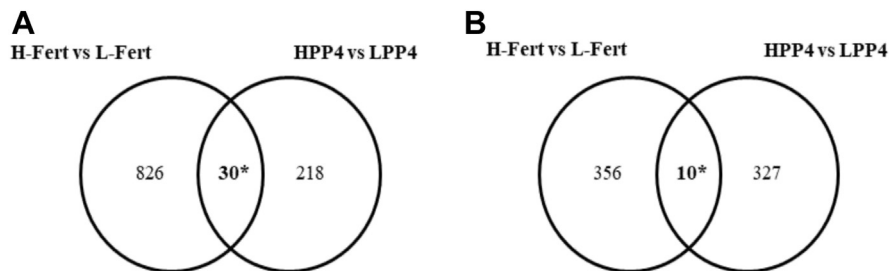 A
H-Fert vs L-Fert
HPP4 vs LPP4
826
30*
218
B
H-Fert vs L-Fert
HPP4 vs LPP4
356
10*
327